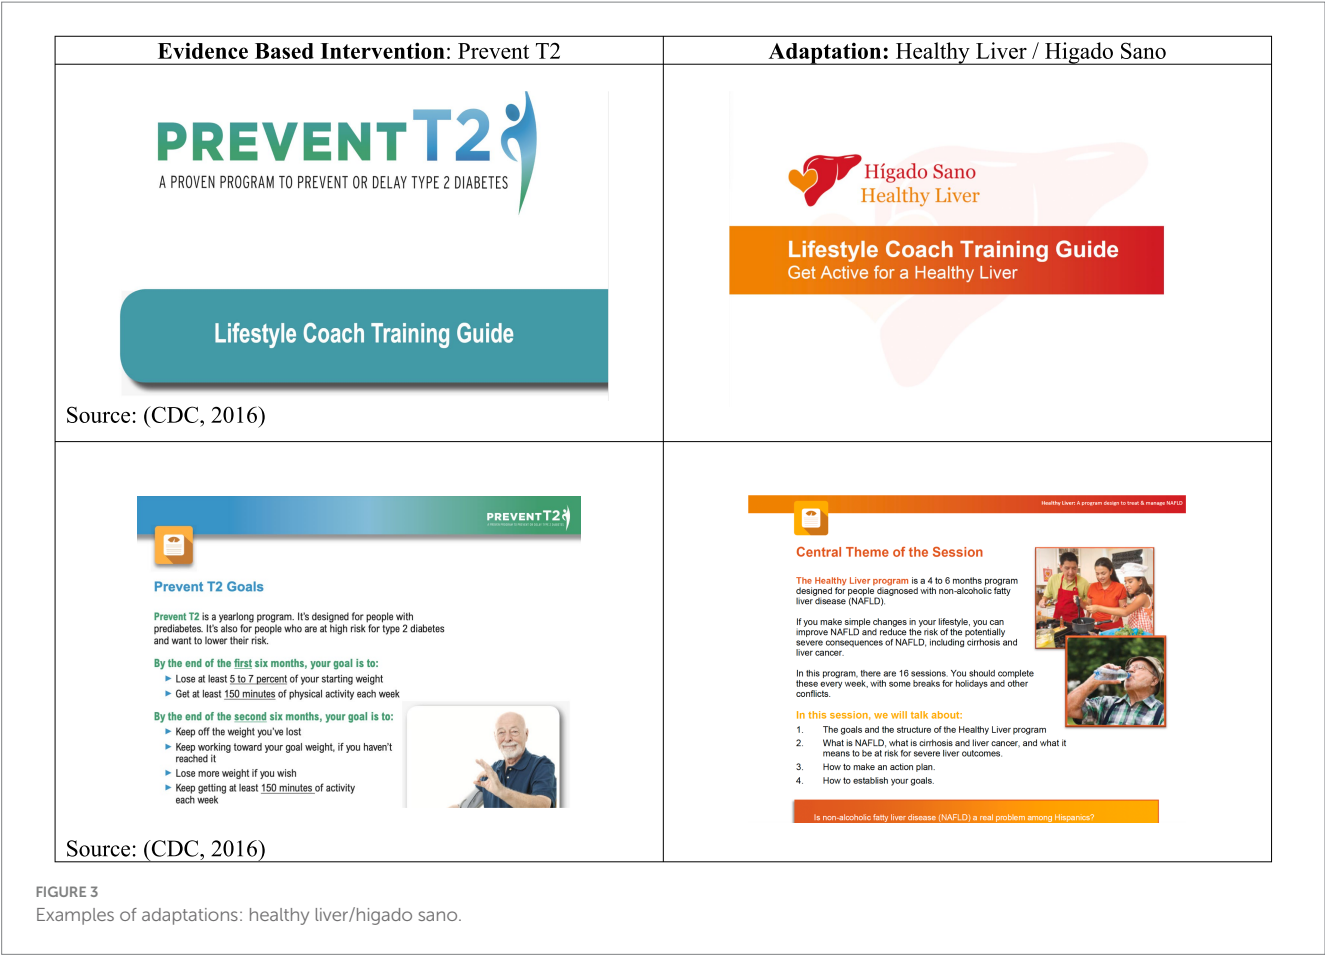 Evidence Based Intervention: Prevent T2
Adaptation: Healthy Liver / Higado Sano
PREVENT T2
A PROVEN PROGRAM TO PREVENT OR DELAY TYPE 2 DIABETES
Lifestyle Coach Training Guide
Source: (CDC, 2016)
Hígado Sano
Healthy Liver
Lifestyle Coach Training Guide
Get Active for a Healthy Liver
PREVENT T2
A PROVEN PROGRAM TO PREVENT OR DELAY TYPE 2 DIABETES
Prevent T2 Goals
Prevent T2 is a yearlong program. It's designed for people with
prediabetes. It's also for people who are at high risk for type 2 diabetes
and want to lower their risk.
By the end of the first six months, your goal is to:
► Lose at least 5 to 7 percent of your starting weight
► Get at least 150 minutes of physical activity each week
By the end of the second six months, your goal is to:
► Keep off the weight you've lost
► Keep working toward your goal weight, if you haven't
reached it
► Lose more weight if you wish
► Keep getting at least 150 minutes of activity
each week
Source: (CDC, 2016)
Healthy Liver: A program design to treat & manage NAFLD
Central Theme of the Session
The Healthy Liver program is a 4 to 6 months program
designed for people diagnosed with non-alcoholic fatty
liver disease (NAFLD).
If you make simple changes in your lifestyle, you can
improve NAFLD and reduce the risk of the potentially
severe consequences of NAFLD, including cirrhosis and
liver cancer.
In this program, there are 16 sessions. You should complete
these every week, with some breaks for holidays and other
conflicts.
In this session, we will talk about:
1. The goals and the structure of the Healthy Liver program
2. What is NAFLD, what is cirrhosis and liver cancer, and what it
means to be at risk for severe liver outcomes.
3. How to make an action plan.
4. How to establish your goals.
Is non-alcoholic fatty liver disease (NAFLD) a real problem among Hispanics?
FIGURE 3
Examples of adaptations: healthy liver/higado sano.